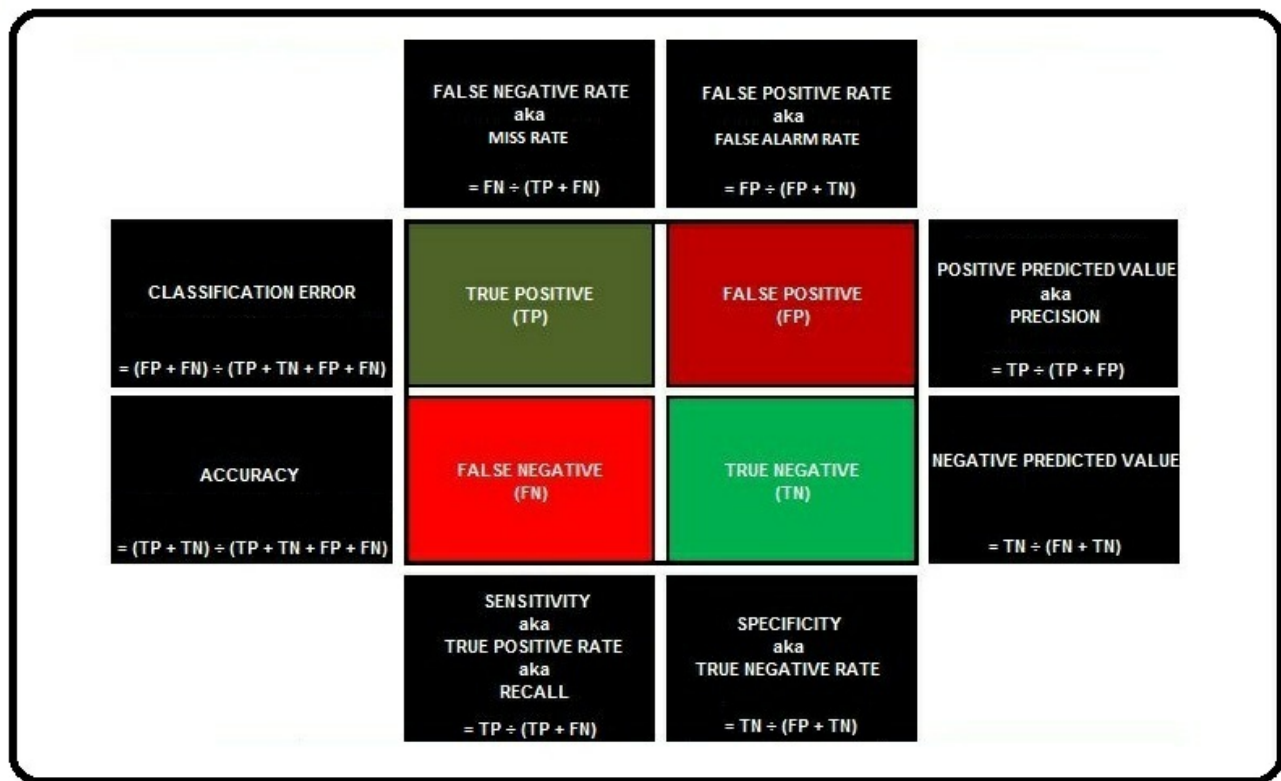 FALSE NEGATIVE RATE
aka
MISS RATE
= FN ÷ (TP + FN)
FALSE POSITIVE RATE
aka
FALSE ALARM RATE
= FP ÷ (FP + TN)
CLASSIFICATION ERROR
= (FP + FN) ÷ (TP + TN + FP + FN)
TRUE POSITIVE
(TP)
FALSE POSITIVE
(FP)
POSITIVE PREDICTED VALUE
aka
PRECISION
= TP ÷ (TP + FP)
ACCURACY
= (TP + TN) ÷ (TP + TN + FP + FN)
FALSE NEGATIVE
(FN)
TRUE NEGATIVE
(TN)
NEGATIVE PREDICTED VALUE
= TN ÷ (FN + TN)
SENSITIVITY
aka
TRUE POSITIVE RATE
aka
RECALL
= TP ÷ (TP + FN)
SPECIFICITY
aka
TRUE NEGATIVE RATE
= TN ÷ (FP + TN)